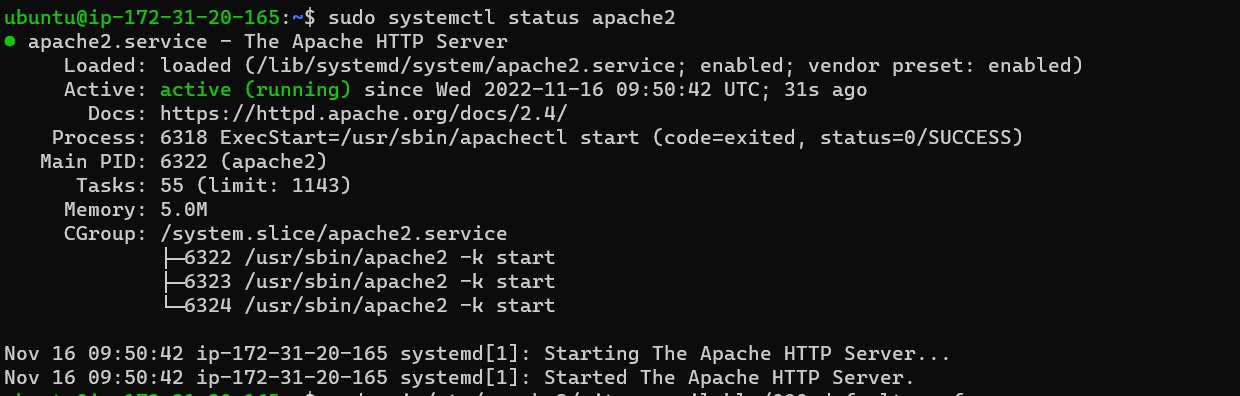 ubuntu@ip-172-31-20-165:~$ sudo systemctl status apache2
● apache2.service - The Apache HTTP Server
Loaded: loaded (/lib/systemd/system/apache2.service; enabled; vendor preset: enabled)
Active: active (running) since Wed 2022-11-16 09:50:42 UTC; 31s ago
Docs: https://httpd.apache.org/docs/2.4/
Process: 6318 ExecStart=/usr/sbin/apachectl start (code=exited, status=0/SUCCESS)
Main PID: 6322 (apache2)
Tasks: 55 (limit: 1143)
Memory: 5.0M
CGroup: /system.slice/apache2.service
├─6322 /usr/sbin/apache2 -k start
├─6323 /usr/sbin/apache2 -k start
└─6324 /usr/sbin/apache2 -k start
Nov 16 09:50:42 ip-172-31-20-165 systemd[1]: Starting The Apache HTTP Server...
Nov 16 09:50:42 ip-172-31-20-165 systemd[1]: Started The Apache HTTP Server.